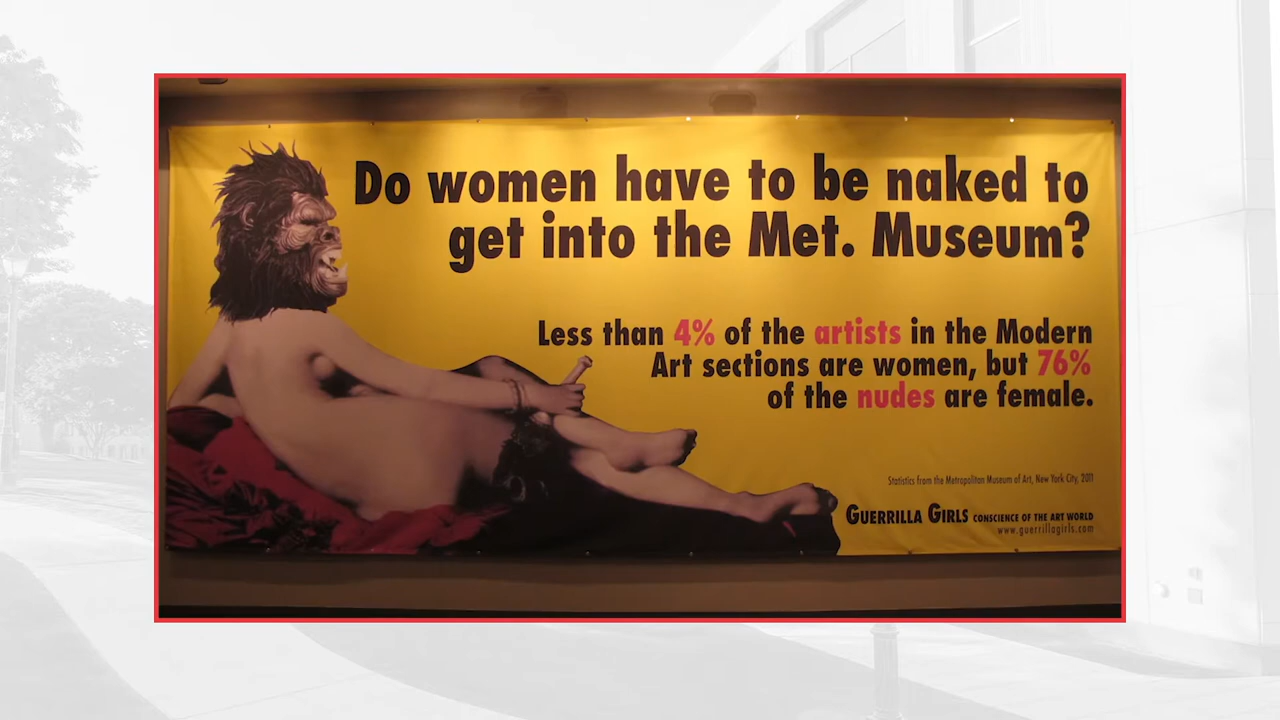 Do women have to be naked to
get into the Met. Museum?
Less than 4% of the artists in the Modern
Art sections are women, but 76%
of the nudes are female.
Statistics from the Metropolitan Museum of Art, New York City, 2011
GUERRILLA GIRLS CONSCIENCE OF THE ART WORLD
www.guerrillagirls.com